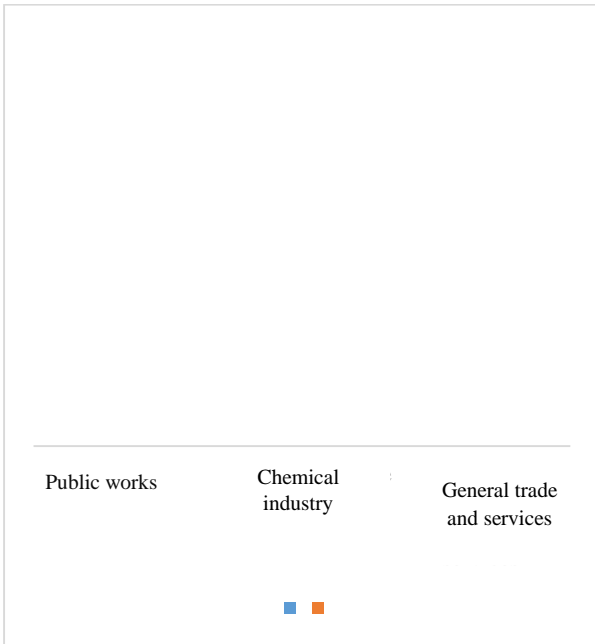 Public works
Chemical
industry
General trade
and services